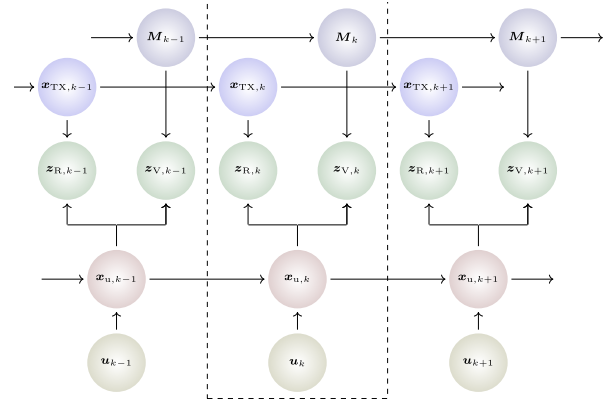 M_{k-1} M_k M_{k+1}
x_{TX,k-1} x_{TX,k} x_{TX,k+1}
z_{R,k-1} z_{V,k-1} z_{R,k} z_{V,k} z_{R,k+1} z_{V,k+1}
x_{u,k-1} x_{u,k} x_{u,k+1}
u_{k-1} u_k u_{k+1}